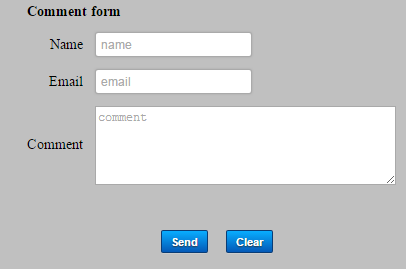 Comment form
Name name
Email email
Comment comment
Send Clear